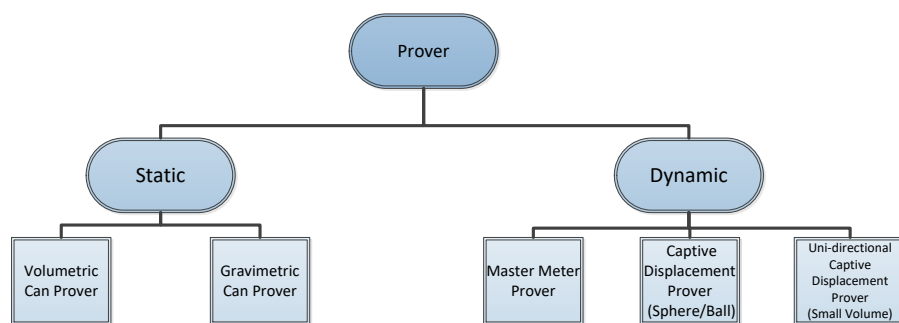 Prover
Static
Dynamic
Volumetric
Can Prover
Gravimetric
Can Prover
Master Meter
Prover
Captive
Displacement
Prover
(Sphere/Ball)
Uni-directional
Captive
Displacement
Prover
(Small Volume)